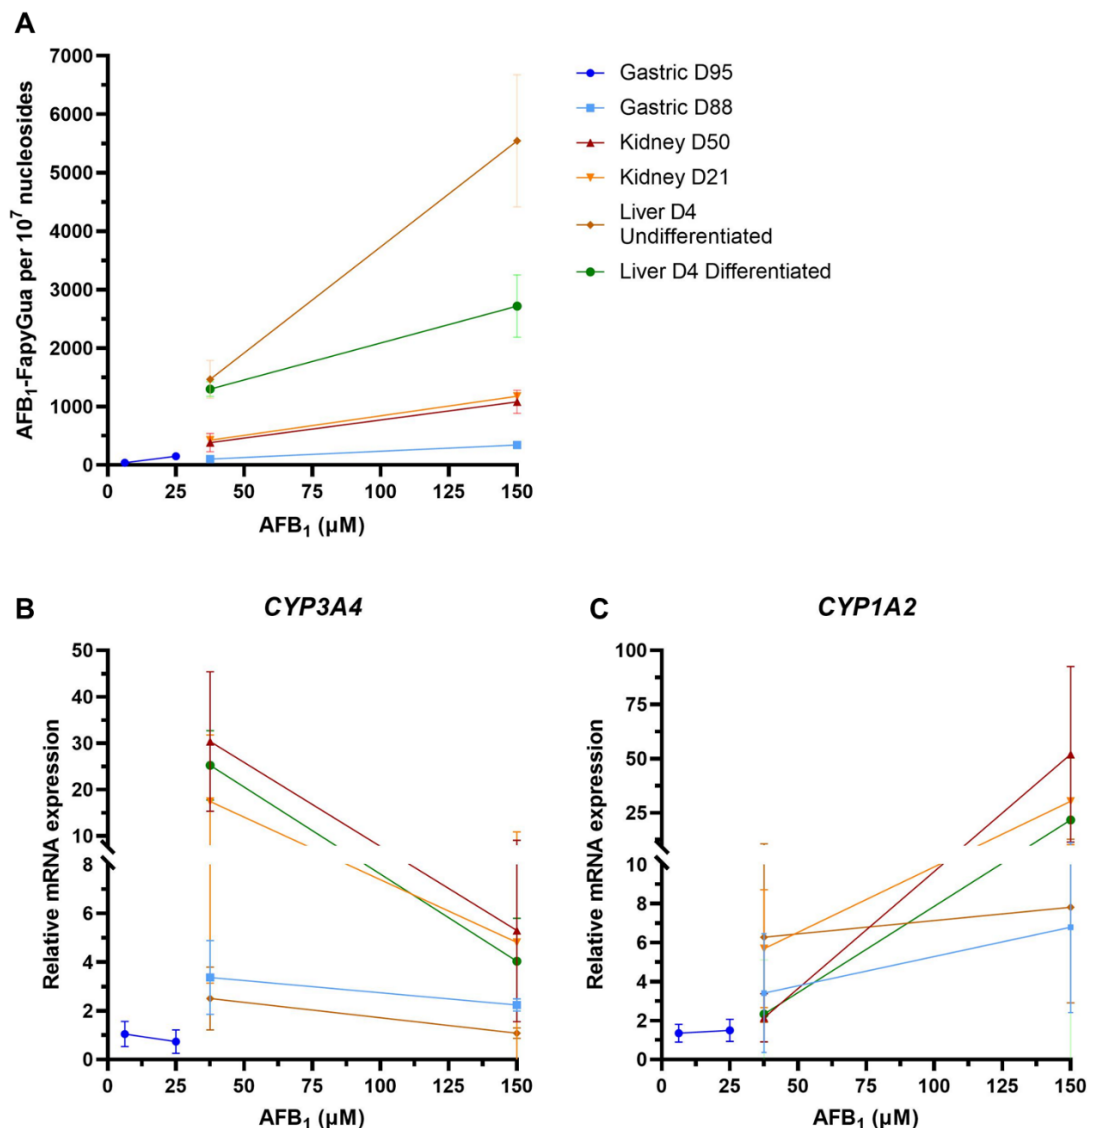 A
AFB₁-FapyGua per 10⁷ nucleosides
7000
6000
5000
4000
3000
2000
1000
0
0 25 50 75 100 125 150
AFB₁ (µM)
Gastric D95
Gastric D88
Kidney D50
Kidney D21
Liver D4
Undifferentiated
Liver D4 Differentiated
B
CYP3A4
Relative mRNA expression
50
40
30
20
10
8
6
4
2
0
0 25 50 75 100 125 150
AFB₁ (µM)
C
CYP1A2
Relative mRNA expression
100
75
50
25
10
8
6
4
2
0
0 25 50 75 100 125 150
AFB₁ (µM)